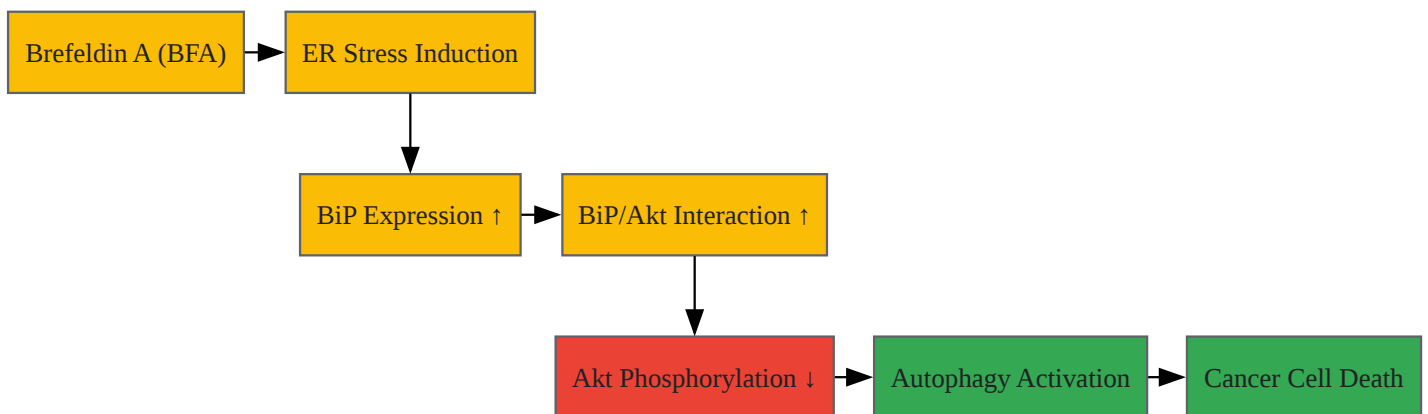 Brefeldin A (BFA)
ER Stress Induction
BiP Expression ↑
BiP/Akt Interaction ↑
Akt Phosphorylation ↓
Autophagy Activation
Cancer Cell Death